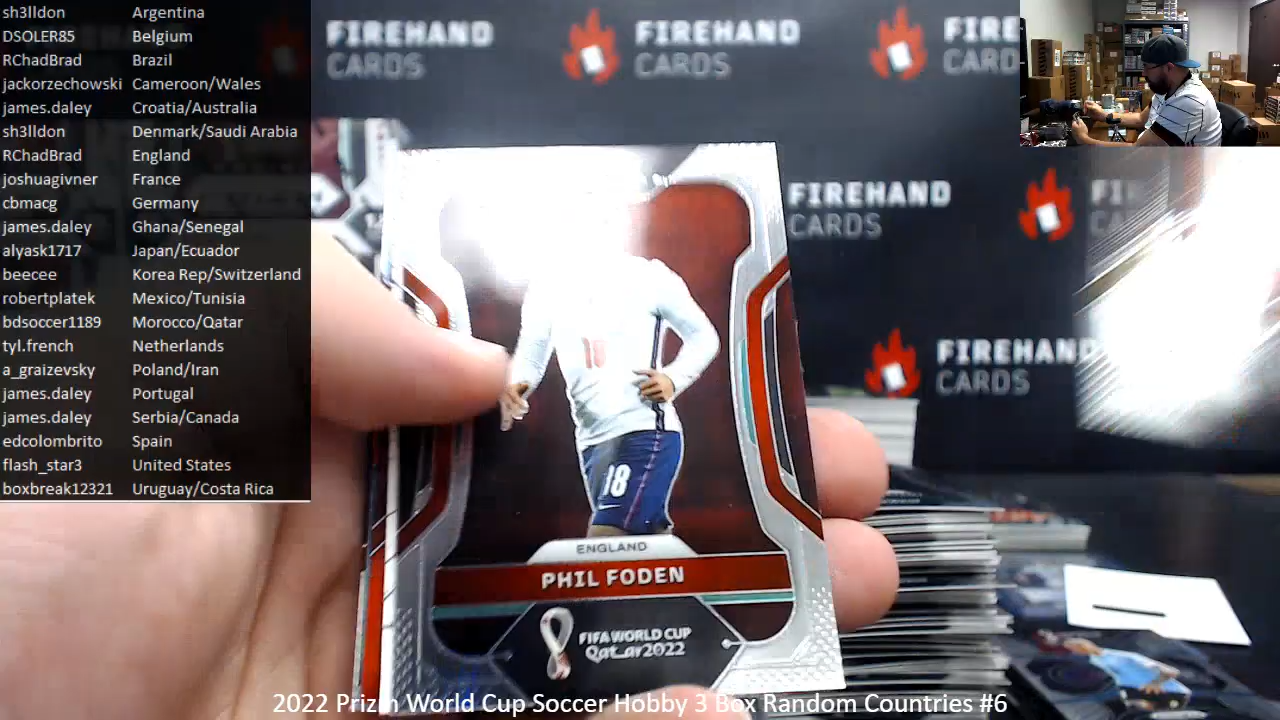 sh3lldon Argentina
DSOLER85 Belgium
RChadBrad Brazil
jackorzechowski Cameroon/Wales
james.daley Croatia/Australia
sh3lldon Denmark/Saudi Arabia
RChadBrad England
joshuagivner France
cbmacg Germany
james.daley Ghana/Senegal
alyask1717 Japan/Ecuador
beecee Korea Rep/Switzerland
robertplatek Mexico/Tunisia
bdsoccer1189 Morocco/Qatar
tyl.french Netherlands
a_graizevsky Poland/Iran
james.daley Portugal
james.daley Serbia/Canada
edcolombrito Spain
flash_star3 United States
boxbreak12321 Uruguay/Costa Rica
FIREHAND
CARDS
FIREHAND
CARDS
FIRE
CARD
FIREHAND
CARDS
FI
FIREHAND
CARDS
18
ENGLAND
PHIL FODEN
FIFA WORLD CUP
Qatar2022
2022 Prizm World Cup Soccer Hobby 3 Box Random Countries #6